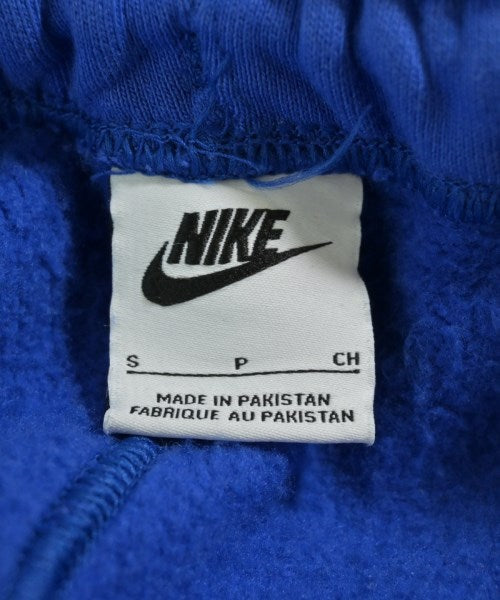 NIKE
S P CH
MADE IN PAKISTAN
FABRIQUE AU PAKISTAN